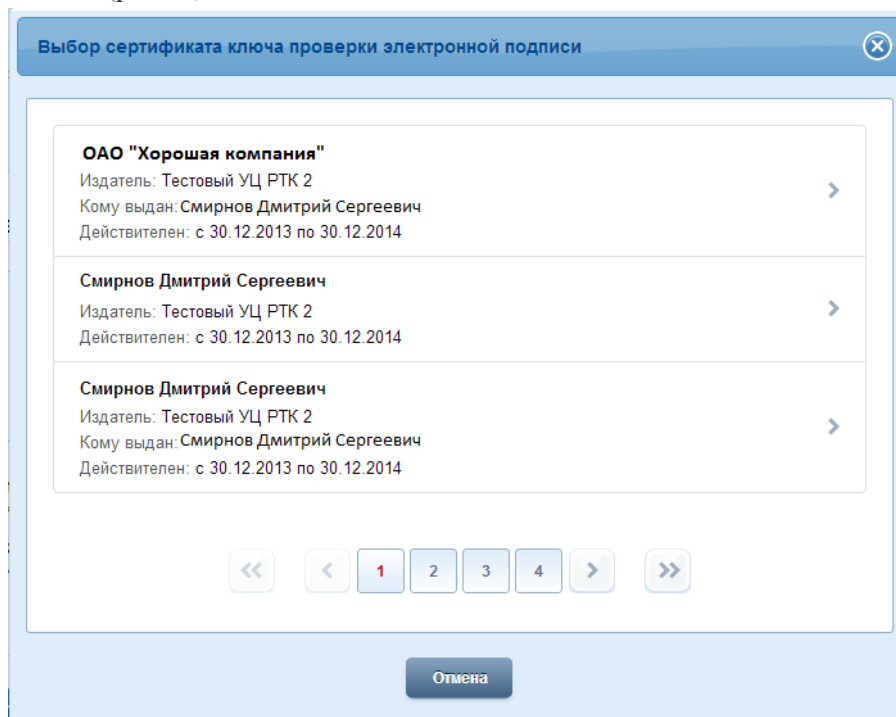 Выбор сертификата ключа проверки электронной подписи
ОАО "Хорошая компания"
Издатель: Тестовый УЦ РТК 2
Кому выдан: Смирнов Дмитрий Сергеевич
Действителен: с 30.12.2013 по 30.12.2014
Смирнов Дмитрий Сергеевич
Издатель: Тестовый УЦ РТК 2
Действителен: с 30.12.2013 по 30.12.2014
Смирнов Дмитрий Сергеевич
Издатель: Тестовый УЦ РТК 2
Кому выдан: Смирнов Дмитрий Сергеевич
Действителен: с 30.12.2013 по 30.12.2014
1 2 3 4
Отмена